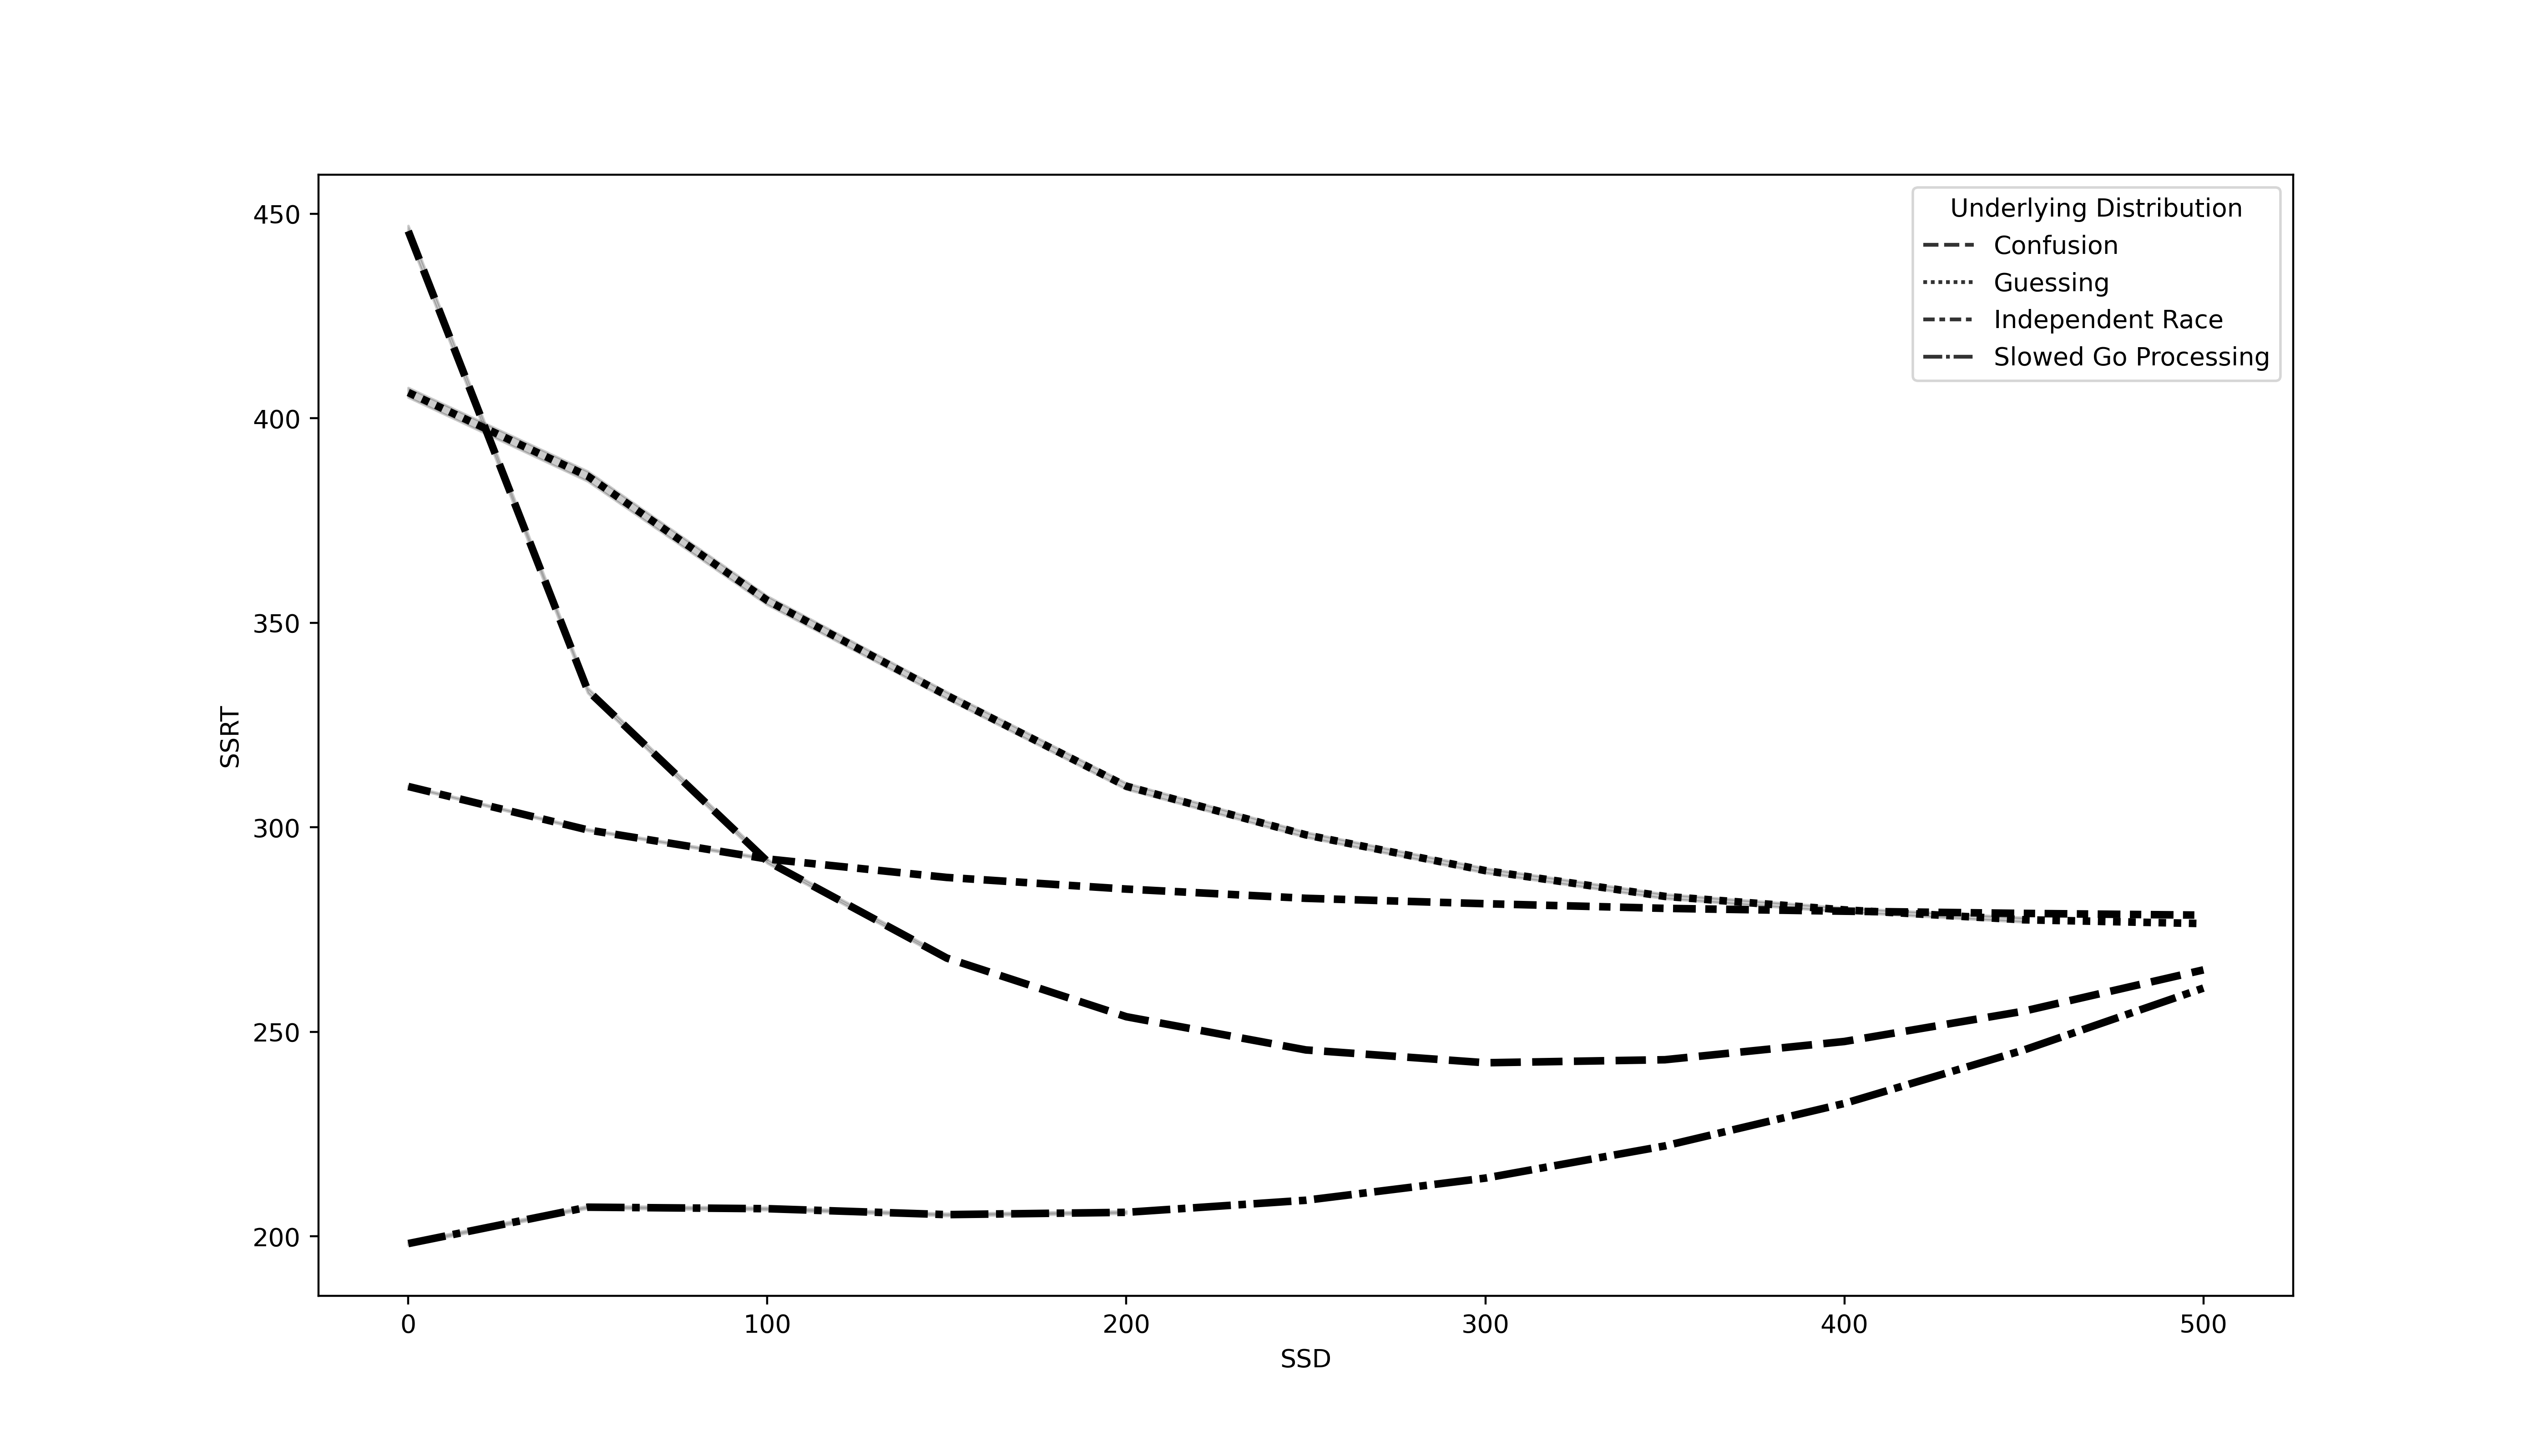 450
400
350
300
250
200
SSRT
0 100 200 300 400 500
SSD
Underlying Distribution
Confusion
Guessing
Independent Race
Slowed Go Processing